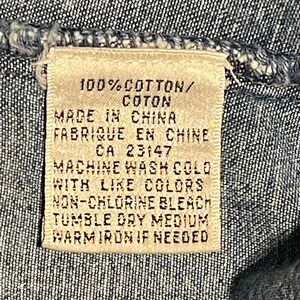 100% COTTON/
COTON
MADE IN CHINA
FABRIQUE EN CHINE
CA 23147
MACHINE WASH COLD
WITH LIKE COLORS
NON-CHLORINE BLEACH
TUMBLE DRY MEDIUM
WARM IRON IF NEEDED